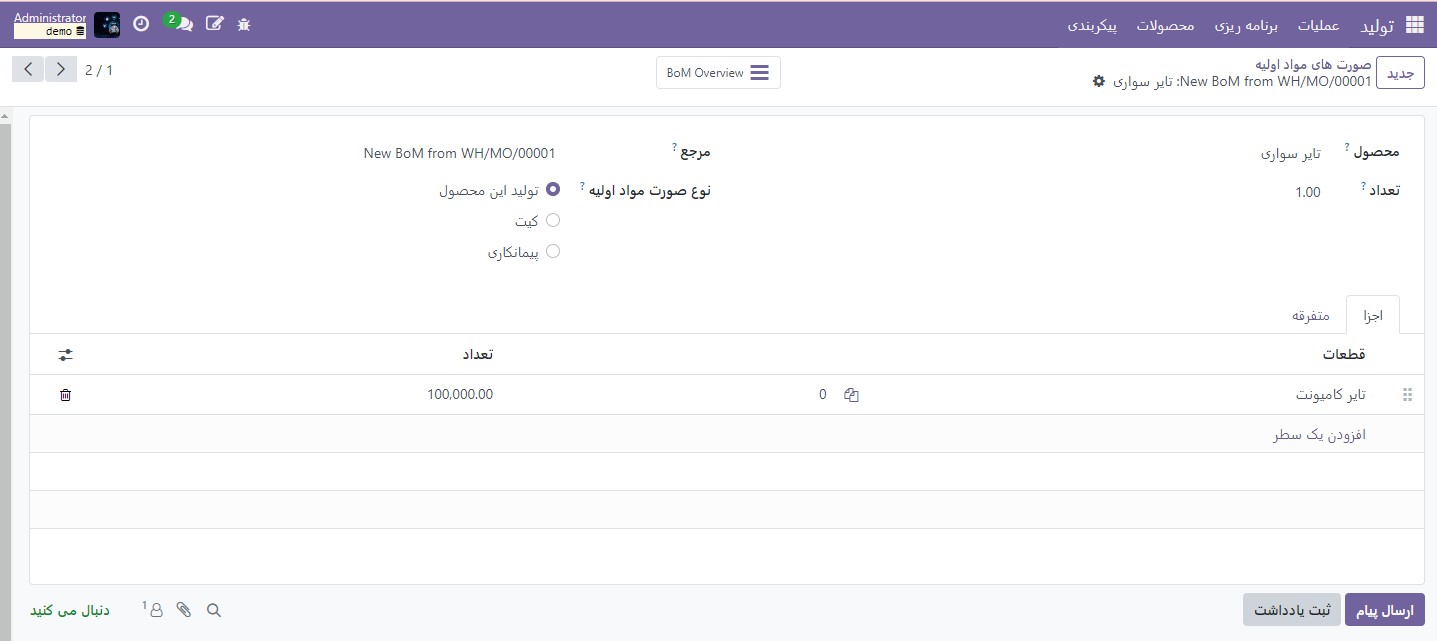 تولید عملیات برنامه ریزی محصولات پیکربندی 2 Administrator
demo
جدید صورت های مواد اولیه
New BoM from WH/MO/00001: تایر سواری
BoM Overview
2 / 1
محصول ? تایر سواری
مرجع ? New BoM from WH/MO/00001
تعداد ? 1.00
نوع صورت مواد اولیه ? تولید این محصول
کیت
پیمانکاری
اجزا متفرقه
قطعات تعداد
تایر کامیونت 0 100,000.00
افزودن یک سطر
ارسال پیام ثبت یادداشت 1 دنبال می کنید